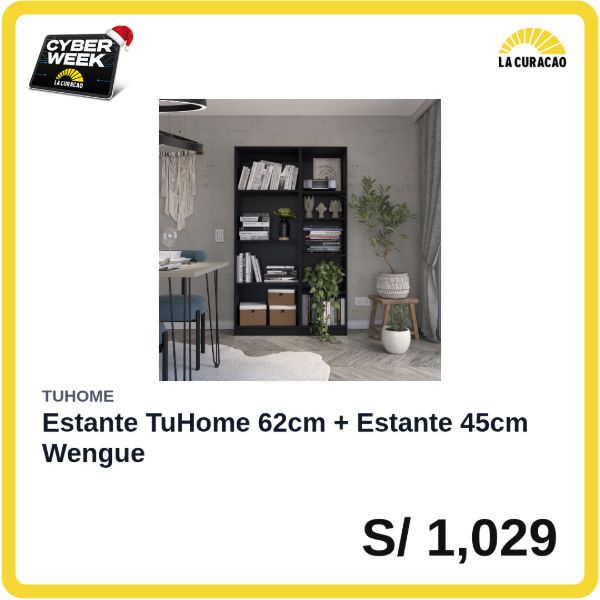 CYBER
WEEK
LA CURACAO
LA CURACAO
TUHOME
Estante TuHome 62cm + Estante 45cm
Wengue
S/ 1,029